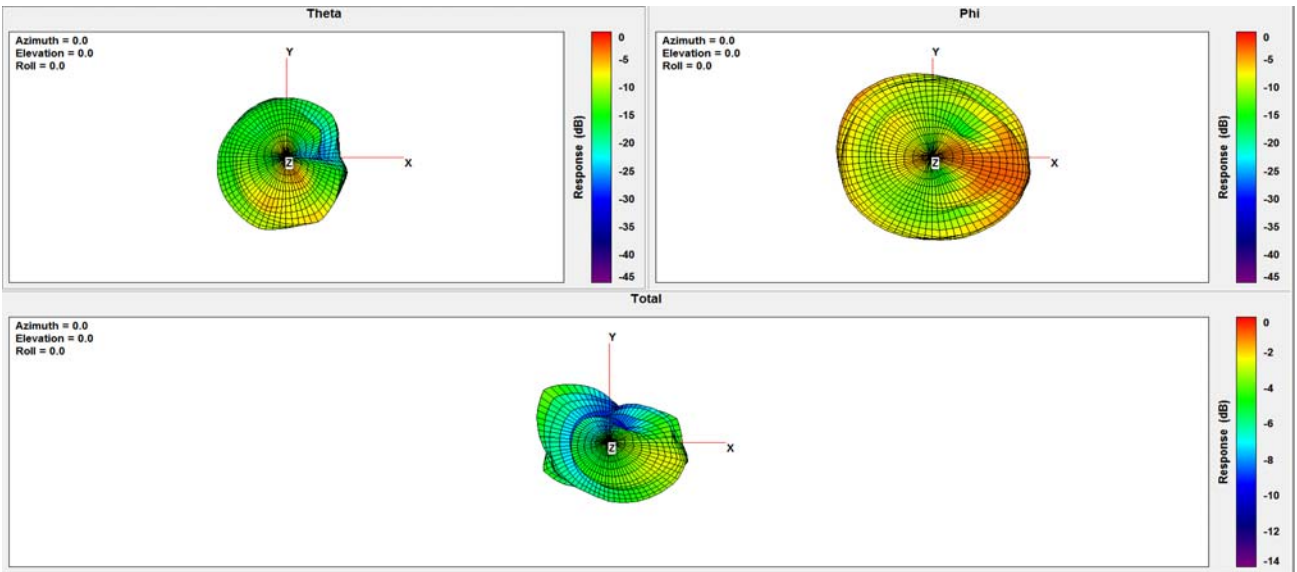 Theta
Azimuth = 0.0
Elevation = 0.0
Roll = 0.0
Y
X
Z
Response (dB)
0
-5
-10
-15
-20
-25
-30
-35
-40
-45
Phi
Azimuth = 0.0
Elevation = 0.0
Roll = 0.0
Y
X
Z
Response (dB)
0
-5
-10
-15
-20
-25
-30
-35
-40
-45
Total
Azimuth = 0.0
Elevation = 0.0
Roll = 0.0
Y
X
Z
Response (dB)
0
-2
-4
-6
-8
-10
-12
-14